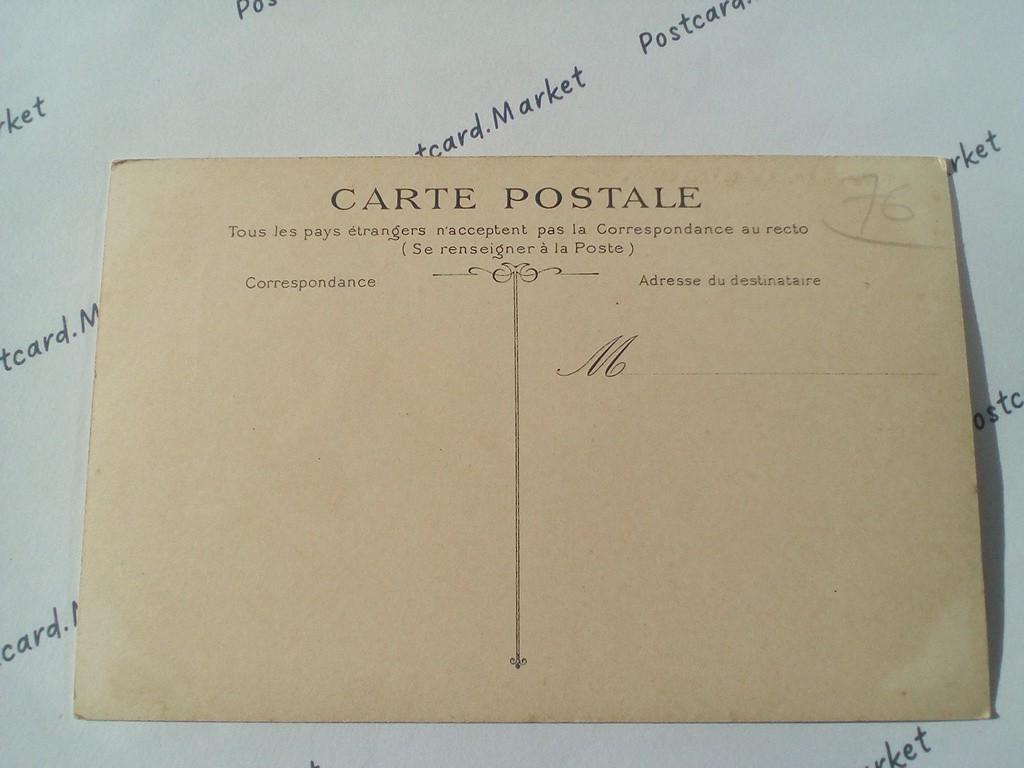 Pos
Postcard.
rket
tcard.Market
rket
CARTE POSTALE
76
Tous les pays étrangers n'acceptent pas la Correspondance au recto
(Se renseigner à la Poste)
Correspondance
Adresse du destinataire
M
tcard.M
ostc
card.M
rket